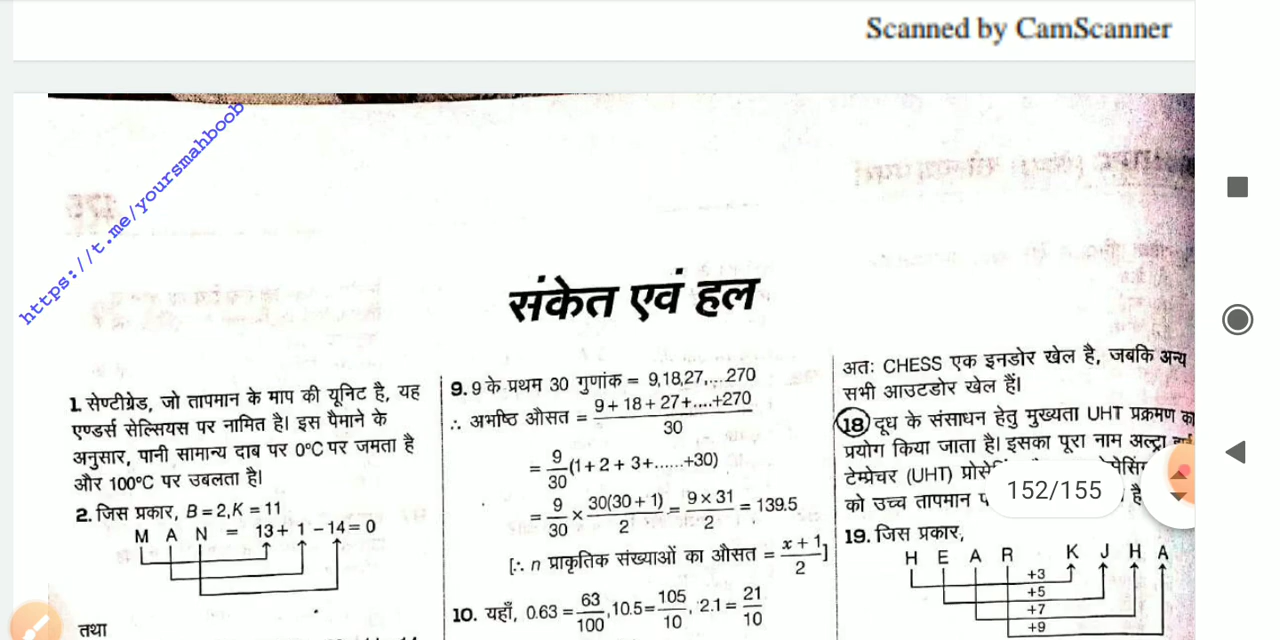 Scanned by CamScanner
https://t.me/yoursmahboob
संकेत एवं हल
1. सेण्टीग्रेड, जो तापमान के माप की यूनिट है, यह
एण्डर्स सेल्सियस पर नामित है। इस पैमाने के
अनुसार, पानी सामान्य दाब पर 0°C पर जमता है
और 100°C पर उबलता है।
2. जिस प्रकार, B = 2, K = 11
M A N = 13 + 1 – 14 = 0
तथा
9. 9 के प्रथम 30 गुणांक = 9,18,27,...270
∴ अभीष्ठ औसत = 9 + 18 + 27+....+270 / 30
= 9/30 (1 + 2 + 3+......+30)
= 9/30 × 30(30 + 1)/2 = 9 × 31/2 = 139.5
[∴ n प्राकृतिक संख्याओं का औसत = x + 1/2]
10. यहाँ, 0.63 = 63/100, 10.5 = 105/10, 2.1 = 21/10
अतः CHESS एक इनडोर खेल है, जबकि अन्य
सभी आउटडोर खेल हैं।
18 दूध के संसाधन हेतु मुख्यता UHT प्रक्रमण का
प्रयोग किया जाता है। इसका पूरा नाम अल्ट्रा
टेम्प्रेचर (UHT)
को उच्च तापमान
152/155
19. जिस प्रकार,
H E A R K J H A
+3
+5
+7
+9